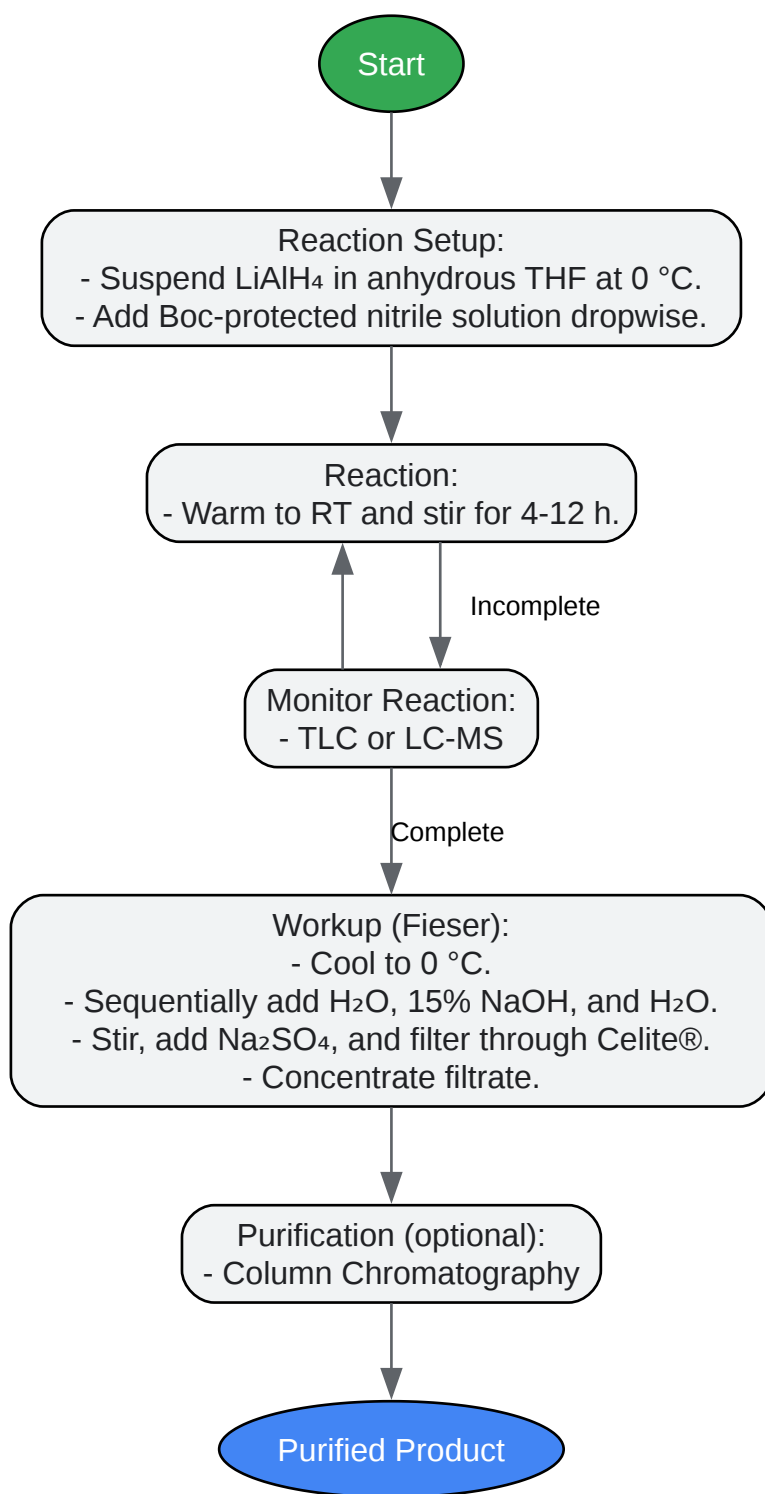 Start
Reaction Setup:
- Suspend LiAlH₄ in anhydrous THF at 0 °C.
- Add Boc-protected nitrile solution dropwise.
Reaction:
- Warm to RT and stir for 4-12 h.
Incomplete
Monitor Reaction:
- TLC or LC-MS
Complete
Workup (Fieser):
- Cool to 0 °C.
- Sequentially add H₂O, 15% NaOH, and H₂O.
- Stir, add Na₂SO₄, and filter through Celite®.
- Concentrate filtrate.
Purification (optional):
- Column Chromatography
Purified Product